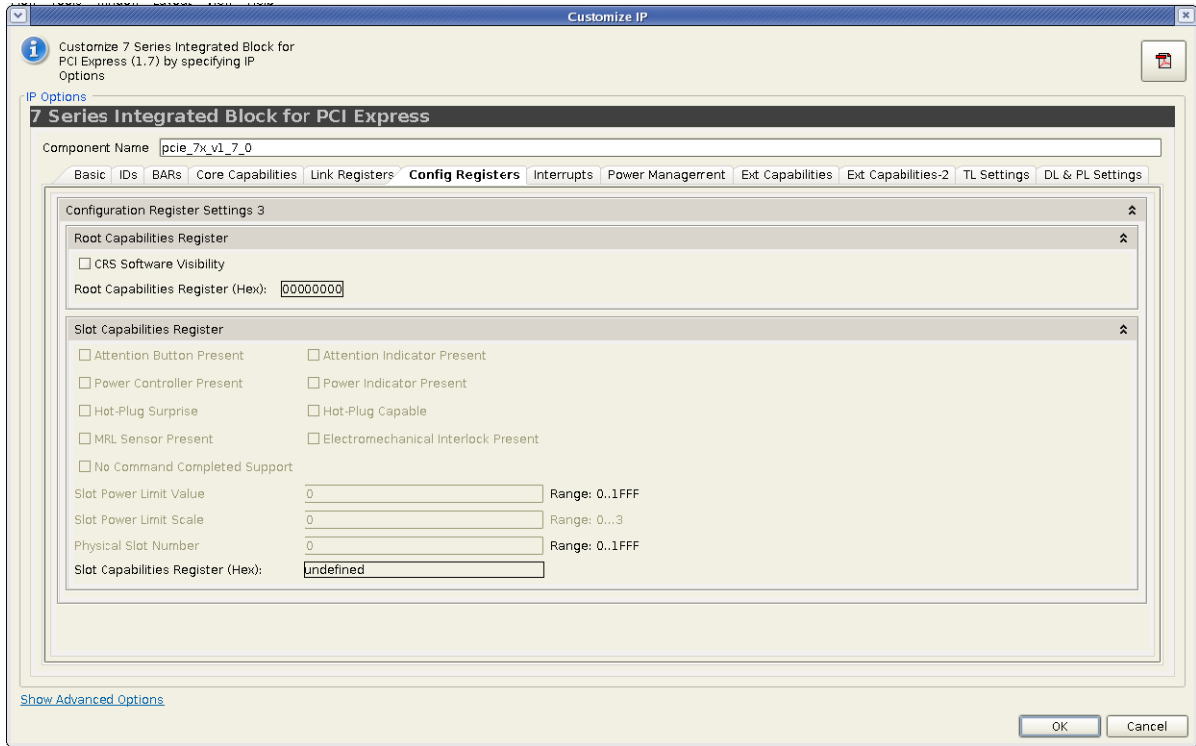 Customize IP
Customize 7 Series Integrated Block for
PCI Express (1.7) by specifying IP
Options
IP Options
7 Series Integrated Block for PCI Express
Component Name pcie_7x_v1_7_0
Basic IDs BARs Core Capabilities Link Registers Config Registers Interrupts Power Management Ext Capabilities Ext Capabilities-2 TL Settings DL & PL Settings
Configuration Register Settings 3
Root Capabilities Register
CRS Software Visibility
Root Capabilities Register (Hex): 00000000
Slot Capabilities Register
Attention Button Present Attention Indicator Present
Power Controller Present Power Indicator Present
Hot-Plug Surprise Hot-Plug Capable
MRL Sensor Present Electromechanical Interlock Present
No Command Completed Support
Slot Power Limit Value 0 Range: 0..1FFF
Slot Power Limit Scale 0 Range: 0...3
Physical Slot Number 0 Range: 0..1FFF
Slot Capabilities Register (Hex): undefined
Show Advanced Options
OK Cancel